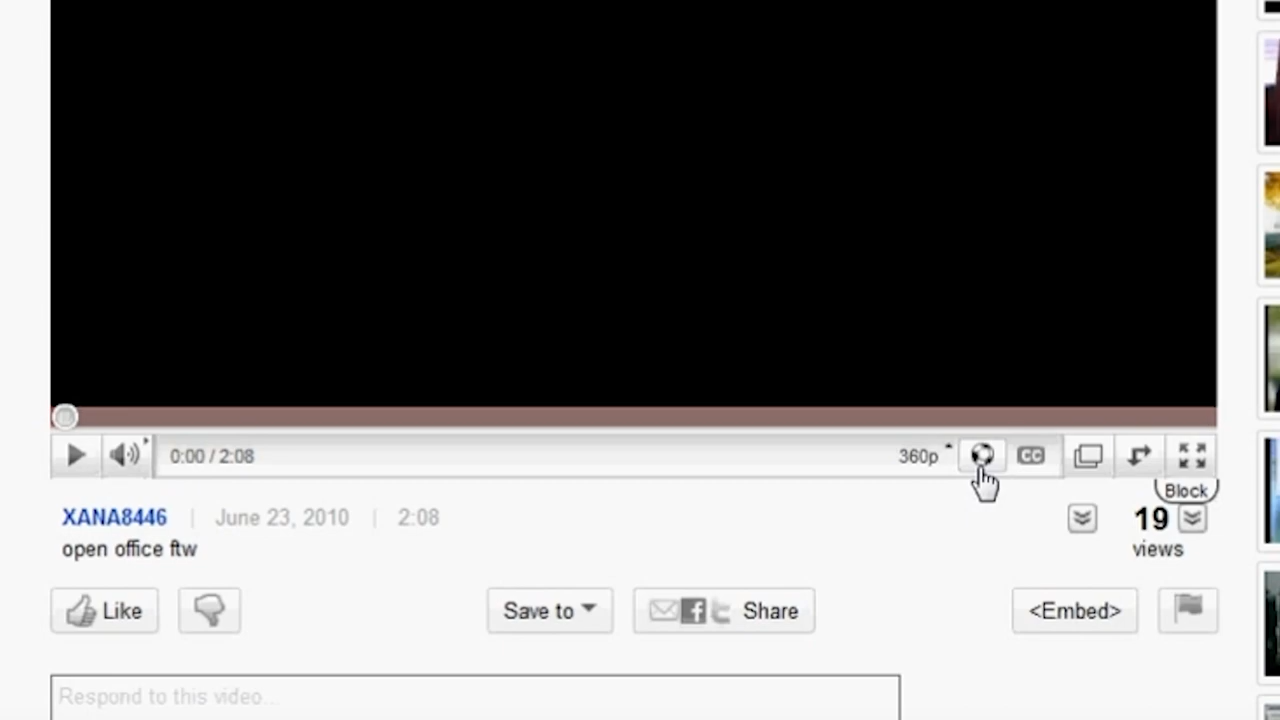 0:00 / 2:08
360p
CC
Block
XANA8446 | June 23, 2010 | 2:08
19
open office ftw
views
Like
Save to
Share
<Embed>
Respond to this video...